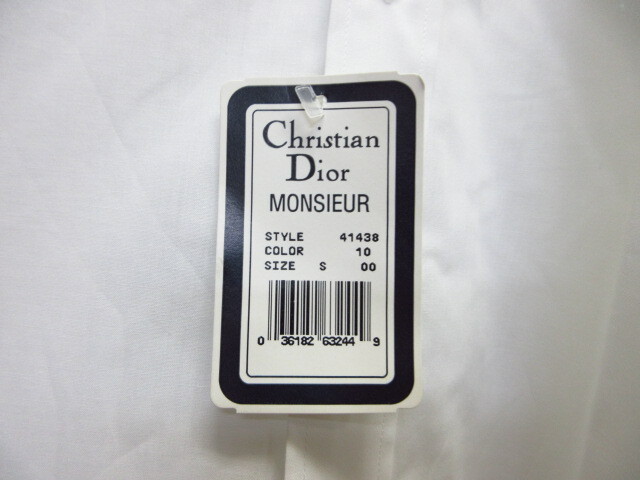 Christian
Dior
MONSIEUR
STYLE 41438
COLOR 10
SIZE S 00
0 36182 63244 9